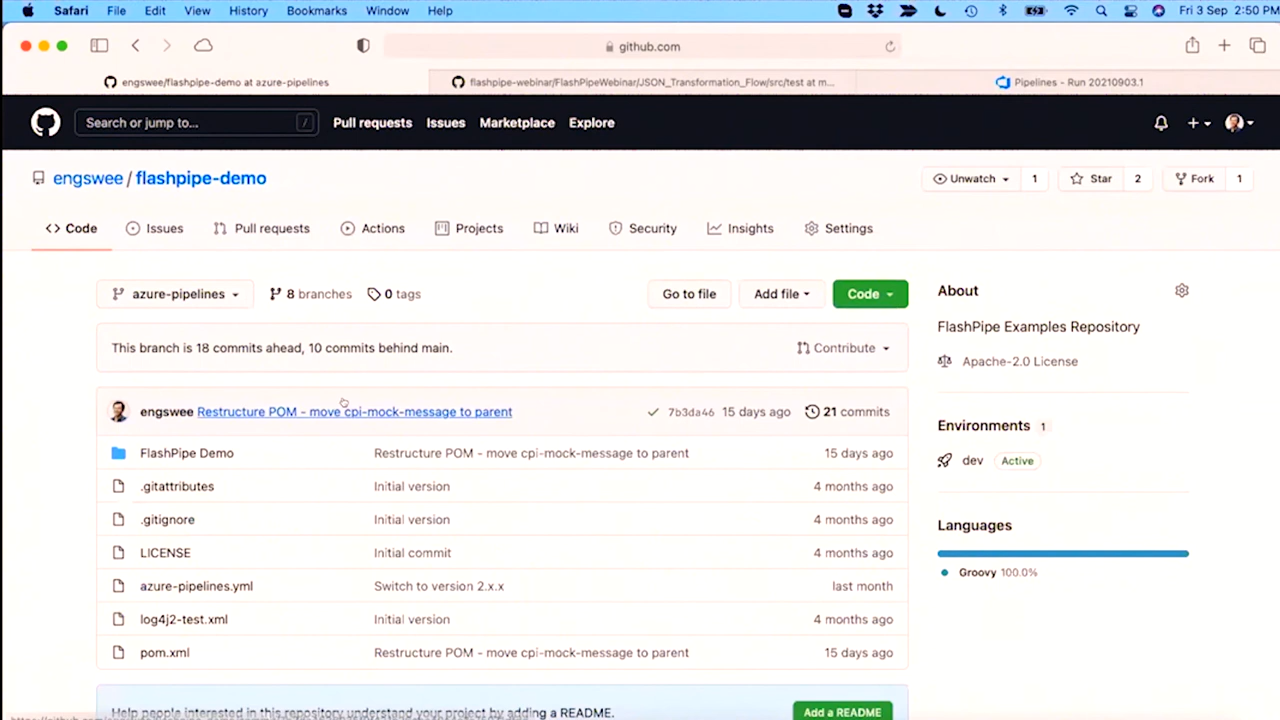 Safari File Edit View History Bookmarks Window Help Fri 3 Sep 2:50 PM
github.com
engswee/flashpipe-demo at azure-pipelines flashpipe-webinar/FlashPipeWebinar/JSON_Transformation_Flow/src/test at m... Pipelines - Run 20210903.1
Search or jump to... / Pull requests Issues Marketplace Explore
engswee / flashpipe-demo Unwatch 1 Star 2 Fork 1
Code Issues Pull requests Actions Projects Wiki Security Insights Settings
azure-pipelines 8 branches 0 tags Go to file Add file Code
About
FlashPipe Examples Repository
This branch is 18 commits ahead, 10 commits behind main. Contribute
Apache-2.0 License
engswee Restructure POM - move cpi-mock-message to parent 7b3da46 15 days ago 21 commits
Environments 1
FlashPipe Demo Restructure POM - move cpi-mock-message to parent 15 days ago
dev Active
.gitattributes Initial version 4 months ago
.gitignore Initial version 4 months ago
Languages
LICENSE Initial commit 4 months ago
Groovy 100.0%
azure-pipelines.yml Switch to version 2.x.x last month
log4j2-test.xml Initial version 4 months ago
pom.xml Restructure POM - move cpi-mock-message to parent 15 days ago
Help people interested in this repository understand your project by adding a README. Add a README